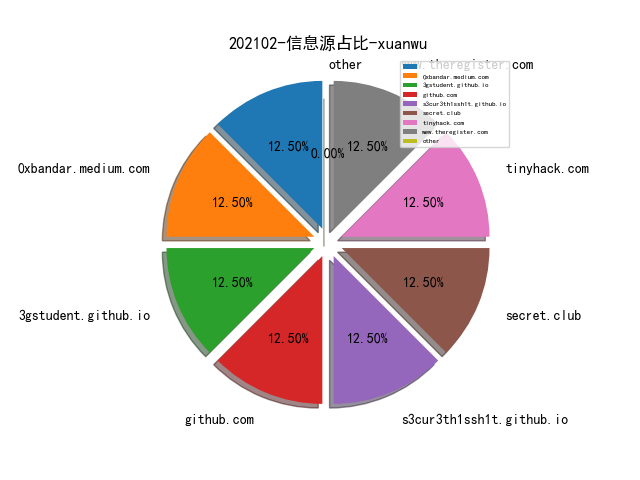 202102-信息源占比-xuanwu
other
www.theregister.com
0xbandar.medium.com
3gstudent.github.io
github.com
s3cur3th1ssh1t.github.io
secret.club
tinyhack.com
www.theregister.com
other
12.50%
0.00%
12.50%
0xbandar.medium.com
tinyhack.com
12.50%
12.50%
12.50%
12.50%
3gstudent.github.io
secret.club
12.50%
12.50%
github.com
s3cur3th1ssh1t.github.io